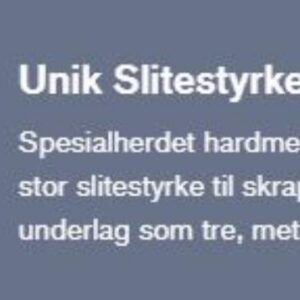 Unik Slitestyrke
Spesialherdet hardme
stor slitestyrke til skrap
underlag som tre, met